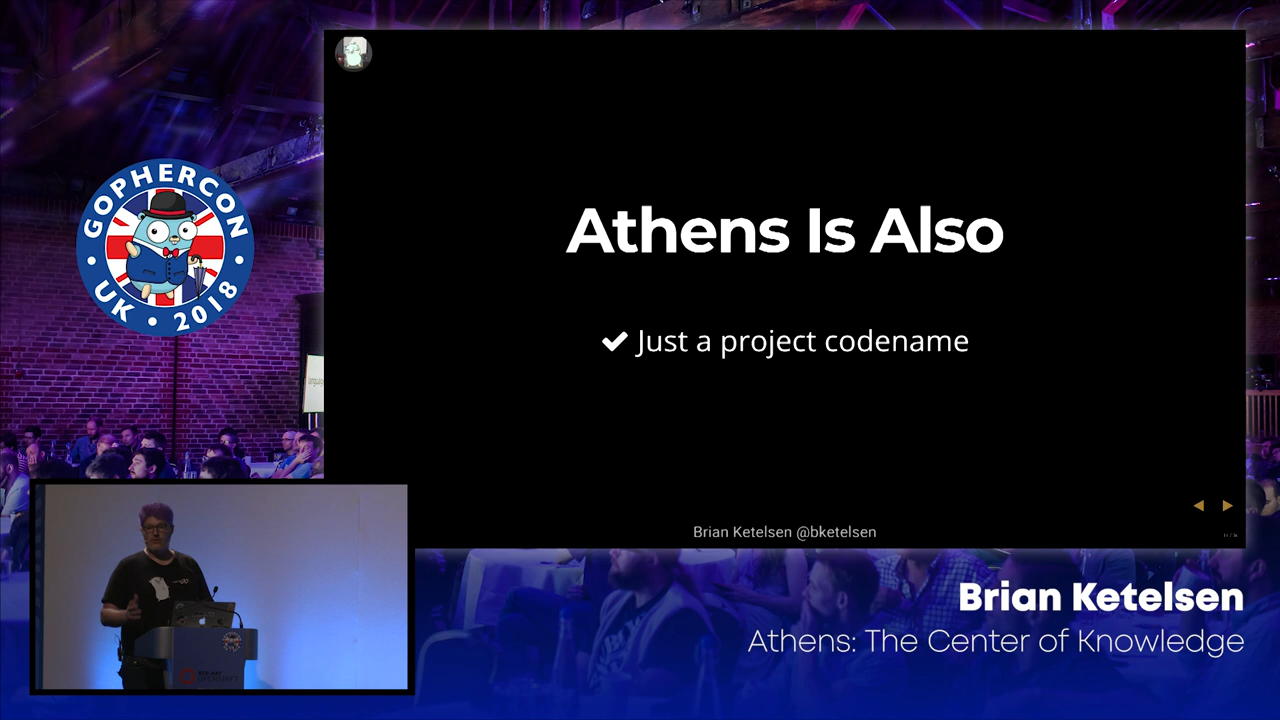 GOPHERCON
UK • 2018
Athens Is Also
Just a project codename
Brian Ketelsen @bketelsen
Brian Ketelsen
Athens: The Center of Knowledge